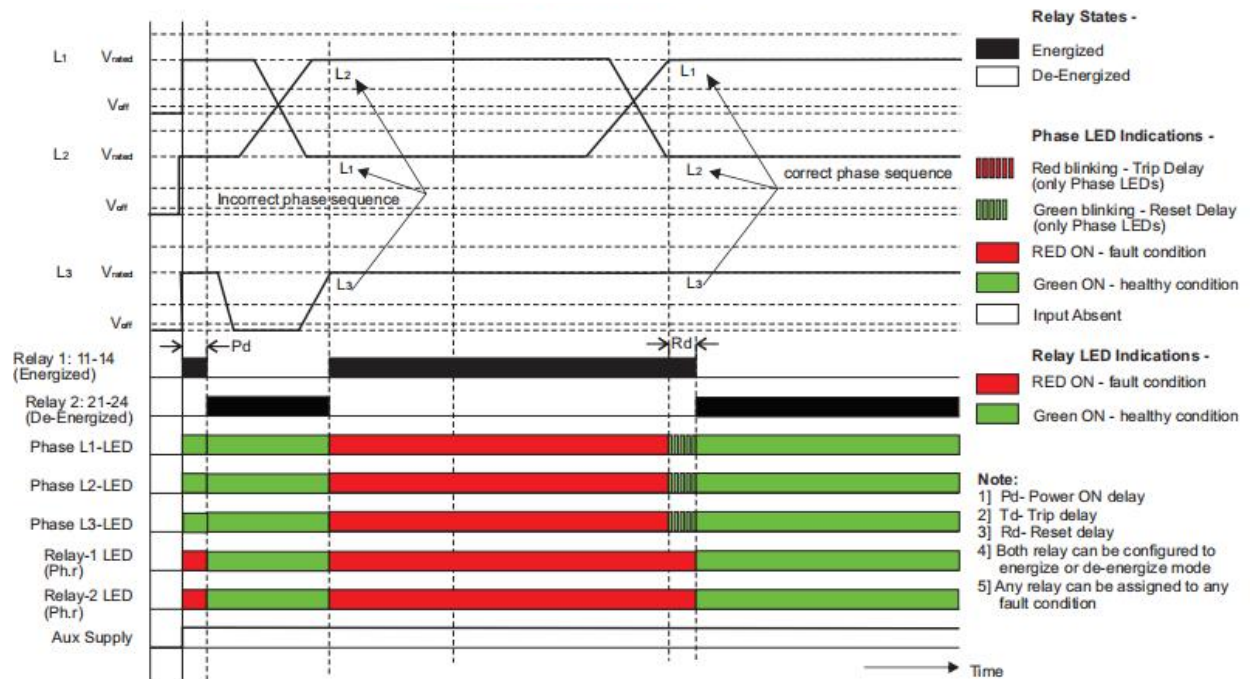 L1 Vrated
Voff
L2 Vrated
Voff
L3 Vrated
Voff
L2
L1
Incorrect phase sequence
L3
L1
correct phase sequence
L2
L3
Pd
Rd
Relay 1: 11-14
(Energized)
Relay 2: 21-24
(De-Energized)
Phase L1-LED
Phase L2-LED
Phase L3-LED
Relay-1 LED
(Ph.r)
Relay-2 LED
(Ph.r)
Aux Supply
Time
Relay States -
Energized
De-Energized
Phase LED Indications -
Red blinking - Trip Delay
(only Phase LEDs)
Green blinking - Reset Delay
(only Phase LEDs)
RED ON - fault condition
Green ON - healthy condition
Input Absent
Relay LED Indications -
RED ON - fault condition
Green ON - healthy condition
Note:
1] Pd- Power ON delay
2] Td- Trip delay
3] Rd- Reset delay
4] Both relay can be configured to
energize or de-energize mode
5] Any relay can be assigned to any
fault condition